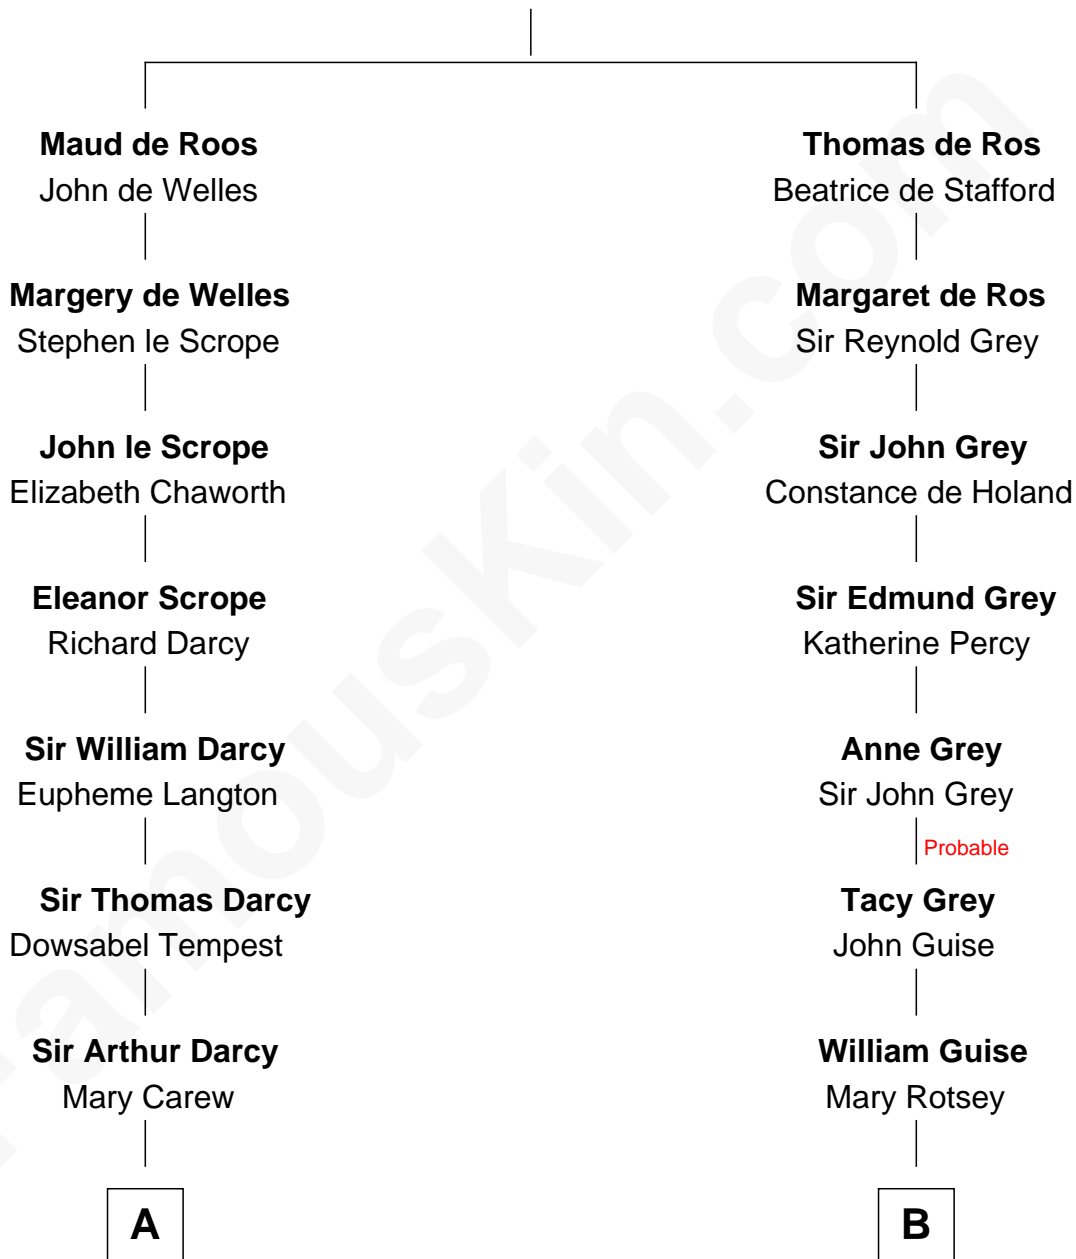 Maud de Roos
John de Welles
Margery de Welles
Stephen le Scrope
John le Scrope
Elizabeth Chaworth
Eleanor Scrope
Richard Darcy
Sir William Darcy
Eupheme Langton
Sir Thomas Darcy
Dowsabel Tempest
Sir Arthur Darcy
Mary Carew
A
Thomas de Ros
Beatrice de Stafford
Margaret de Ros
Sir Reynold Grey
Sir John Grey
Constance de Holand
Sir Edmund Grey
Katherine Percy
Anne Grey
Sir John Grey
Probable
Tacy Grey
John Guise
William Guise
Mary Rotsey
B
FamousKin.com